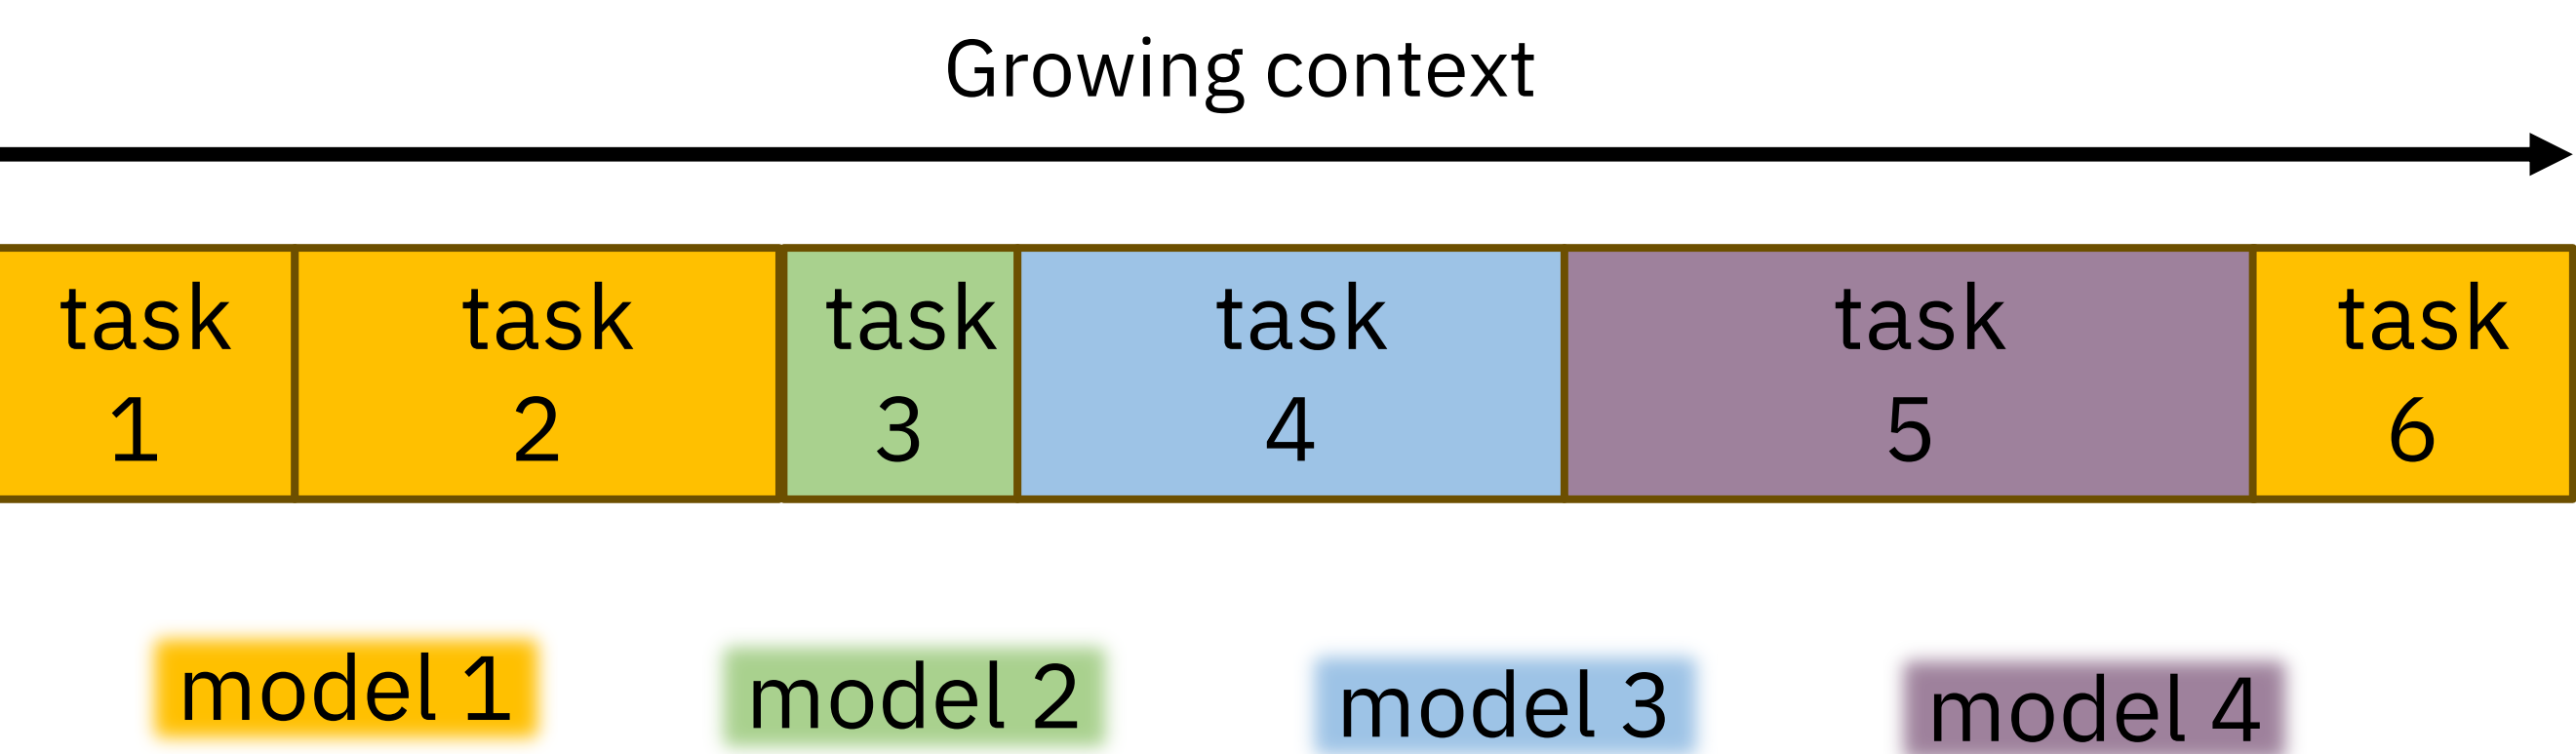 Growing context
task
1
task
2
task
3
task
4
task
5
task
6
model 1
model 2
model 3
model 4